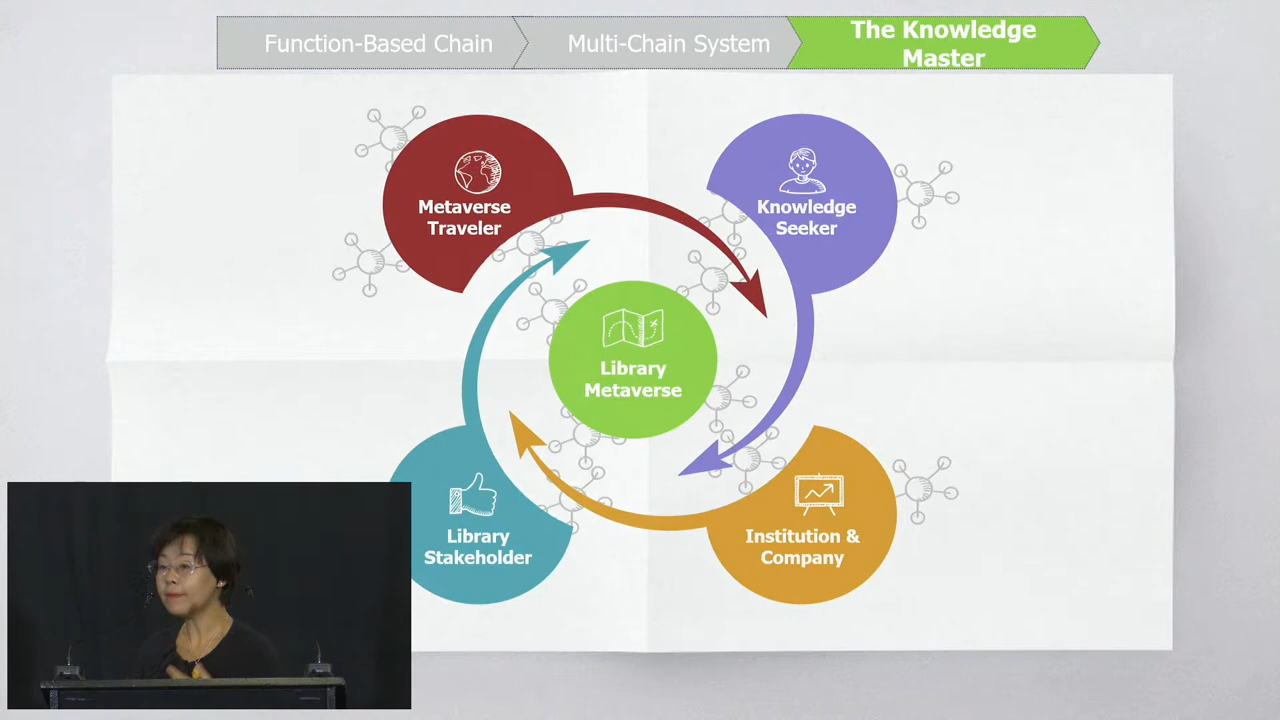 Function-Based Chain
Multi-Chain System
The Knowledge
Master
Metaverse
Traveler
Knowledge
Seeker
Library
Metaverse
Library
Stakeholder
Institution &
Company